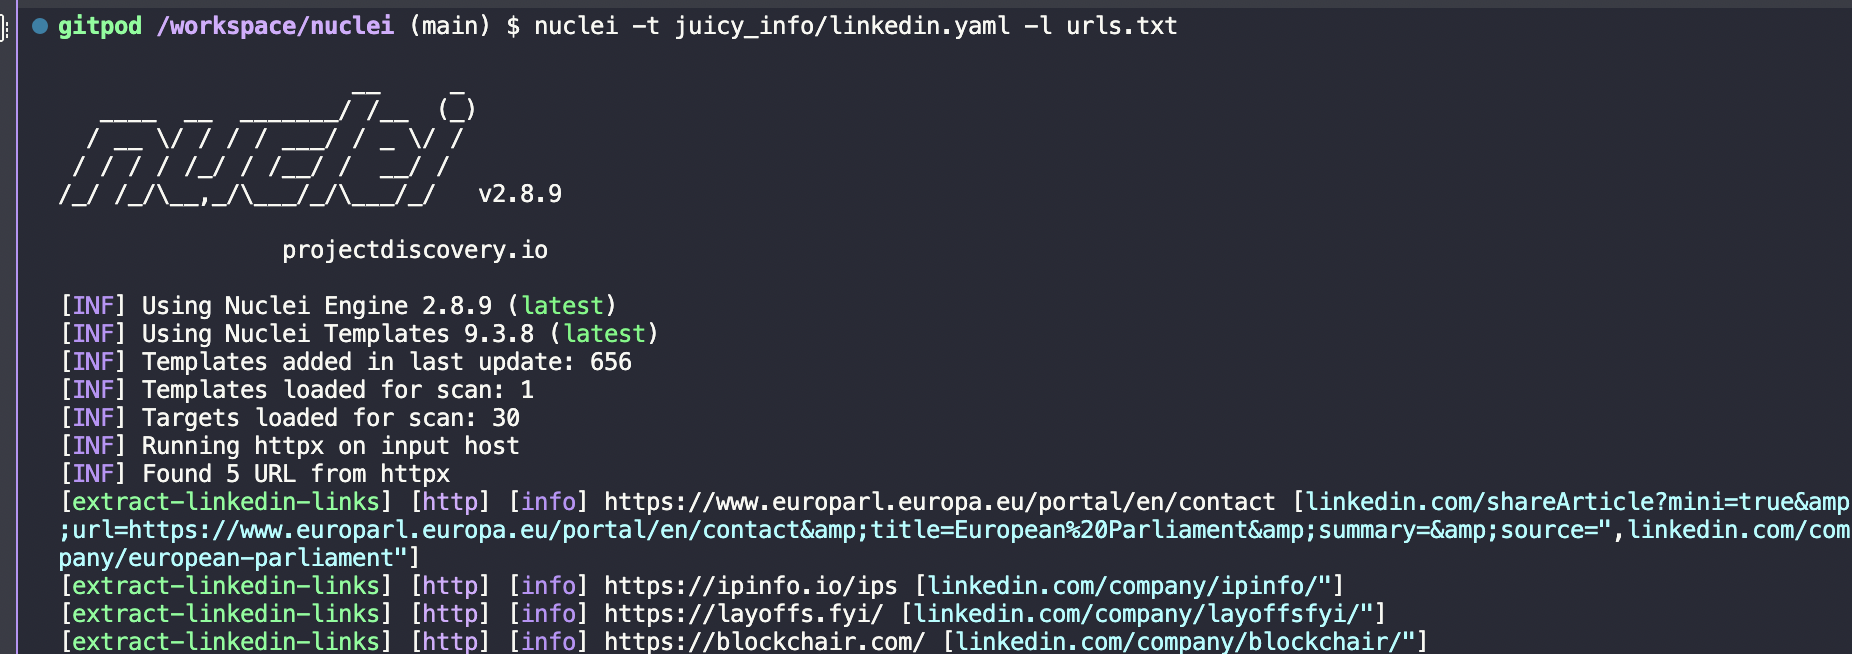 gitpod /workspace/nuclei (main) $ nuclei -t juicy_info/linkedin.yaml -l urls.txt
                     __     _
   ____  __  _______/ /__  (_)
  / __ \/ / / / ___/ / _ \/ /
 / / / / /_/ / /__/ /  __/ /
/_/ /_/\__,_/\___/_/\___/_/   v2.8.9
projectdiscovery.io
[INF] Using Nuclei Engine 2.8.9 (latest)
[INF] Using Nuclei Templates 9.3.8 (latest)
[INF] Templates added in last update: 656
[INF] Templates loaded for scan: 1
[INF] Targets loaded for scan: 30
[INF] Running httpx on input host
[INF] Found 5 URL from httpx
[extract-linkedin-links] [http] [info] https://www.europarl.europa.eu/portal/en/contact [linkedin.com/shareArticle?mini=true&amp
;url=https://www.europarl.europa.eu/portal/en/contact&amp;title=European%20Parliament&amp;summary=&amp;source=",linkedin.com/com
pany/european-parliament"]
[extract-linkedin-links] [http] [info] https://ipinfo.io/ips [linkedin.com/company/ipinfo/"]
[extract-linkedin-links] [http] [info] https://layoffs.fyi/ [linkedin.com/company/layoffsfyi/"]
[extract-linkedin-links] [http] [info] https://blockchair.com/ [linkedin.com/company/blockchair/"]